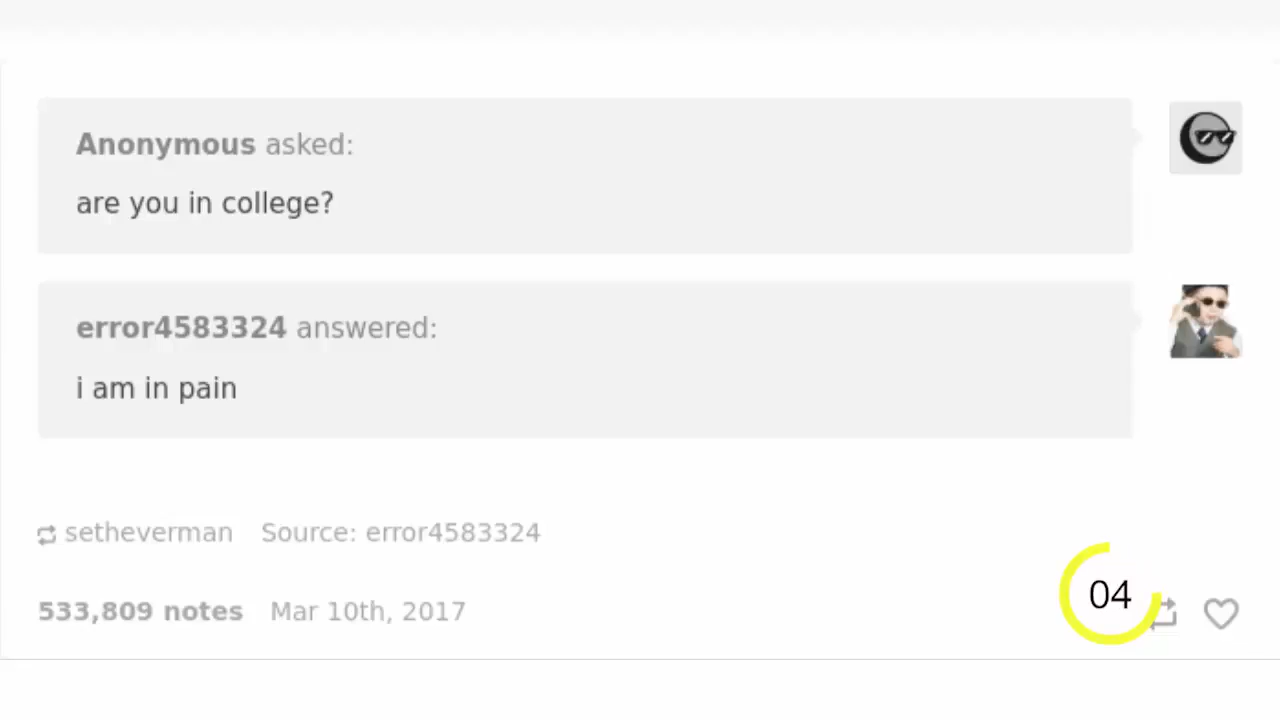 Anonymous asked:
are you in college?
error4583324 answered:
i am in pain
setheverman Source: error4583324
533,809 notes Mar 10th, 2017
04